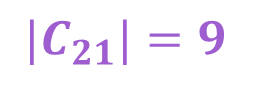 |C₂₁| = 9